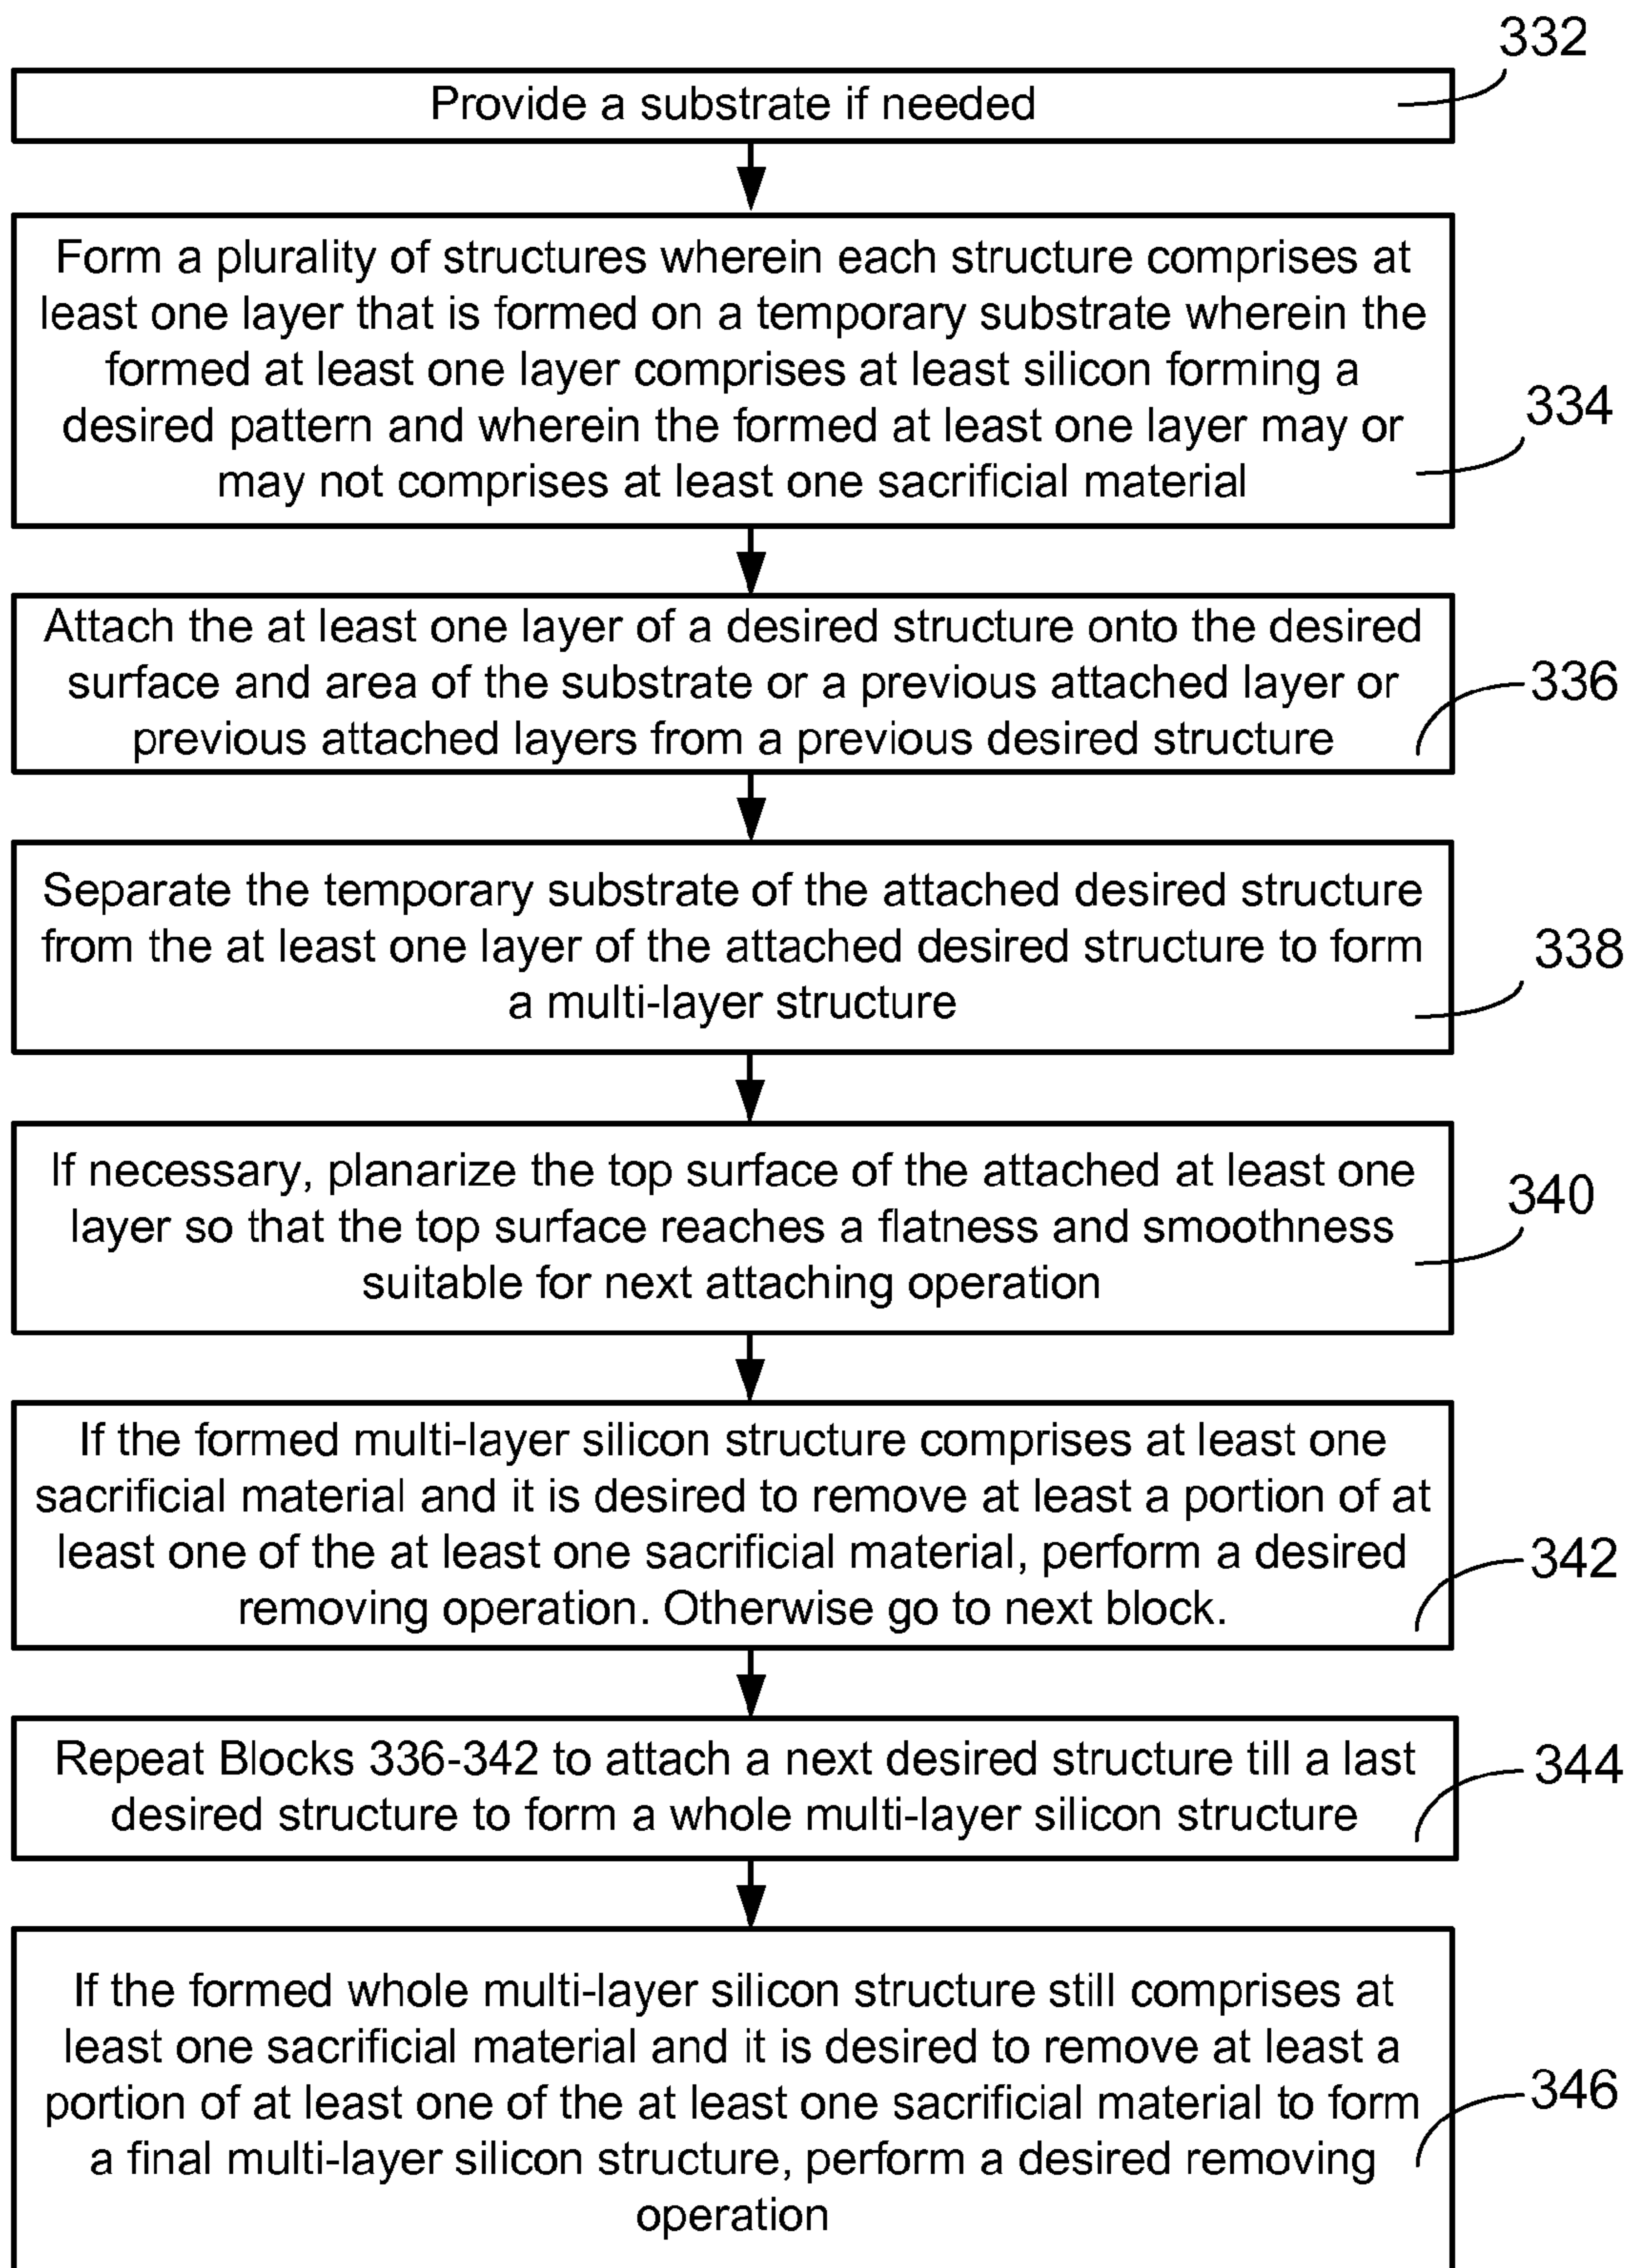 332
Provide a substrate if needed
Form a plurality of structures wherein each structure comprises at
least one layer that is formed on a temporary substrate wherein the
formed at least one layer comprises at least silicon forming a
desired pattern and wherein the formed at least one layer may or
may not comprises at least one sacrificial material
334
Attach the at least one layer of a desired structure onto the desired
surface and area of the substrate or a previous attached layer or
previous attached layers from a previous desired structure
336
Separate the temporary substrate of the attached desired structure
from the at least one layer of the attached desired structure to form
a multi-layer structure
338
If necessary, planarize the top surface of the attached at least one
layer so that the top surface reaches a flatness and smoothness
suitable for next attaching operation
340
If the formed multi-layer silicon structure comprises at least one
sacrificial material and it is desired to remove at least a portion of at
least one of the at least one sacrificial material, perform a desired
removing operation. Otherwise go to next block.
342
Repeat Blocks 336-342 to attach a next desired structure till a last
desired structure to form a whole multi-layer silicon structure
344
If the formed whole multi-layer silicon structure still comprises at
least one sacrificial material and it is desired to remove at least a
portion of at least one of the at least one sacrificial material to form
a final multi-layer silicon structure, perform a desired removing
operation
346